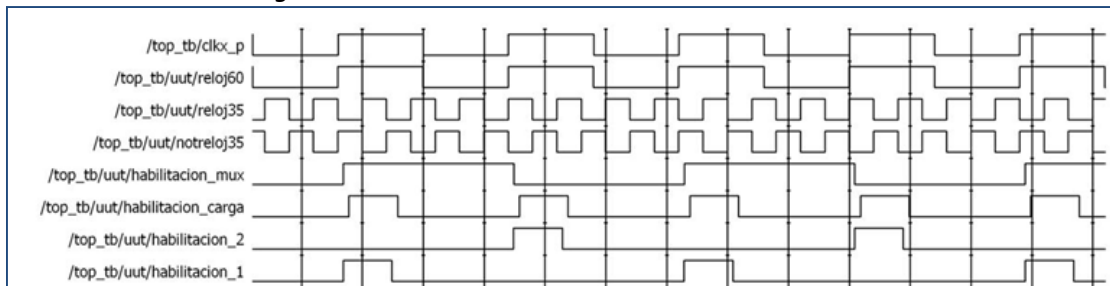 /top_tb/clkx_p
/top_tb/uut/reloj60
/top_tb/uut/reloj35
/top_tb/uut/notreloj35
/top_tb/uut/habilitacion_mux
/top_tb/uut/habilitacion_carga
/top_tb/uut/habilitacion_2
/top_tb/uut/habilitacion_1